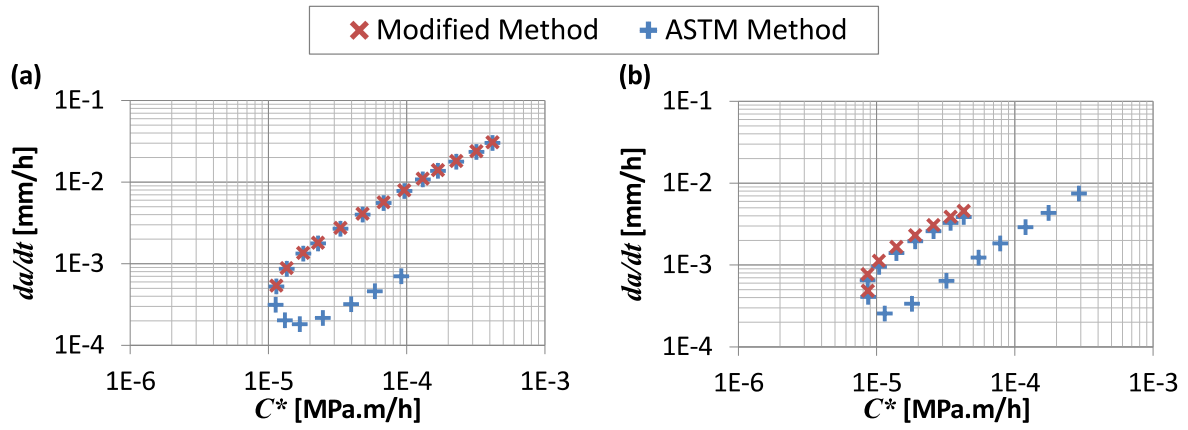 Modified Method ASTM Method
(a)
1E-1
1E-2
1E-3
1E-4
1E-6 1E-5 1E-4 1E-3
da/dt [mm/h]
C* [MPa.m/h]
(b)
1E-1
1E-2
1E-3
1E-4
1E-6 1E-5 1E-4 1E-3
da/dt [mm/h]
C* [MPa.m/h]